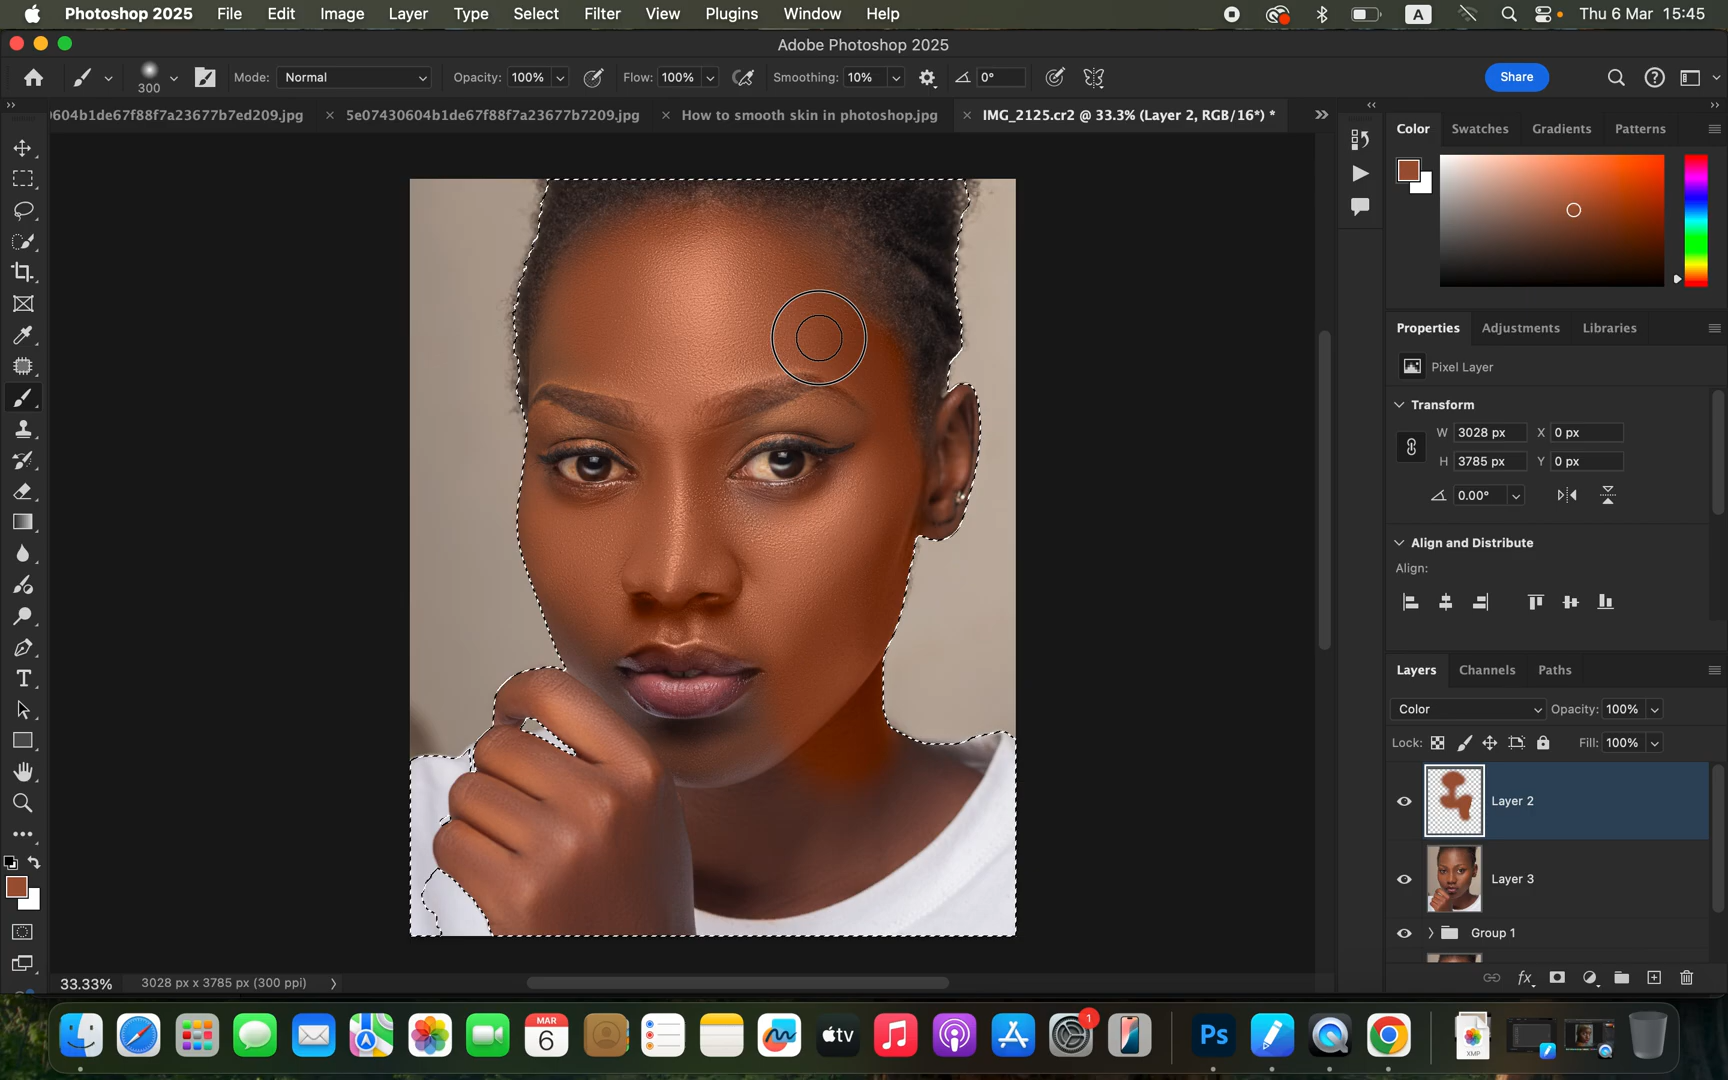 Photoshop 2025 File Edit Image Layer Type Select Filter View Plugins Window Help A Thu 6 Mar 15:45
Adobe Photoshop 2025
300 Mode: Normal Opacity: 100% Flow: 100% Smoothing: 10% 0° Share
604b1de67f88f7a23677b7ed209.jpg × 5e07430604b1de67f88f7a23677b7209.jpg × How to smooth skin in photoshop.jpg × IMG_2125.cr2 @ 33.3% (Layer 2, RGB/16*) *
Color Swatches Gradients Patterns
Properties Adjustments Libraries
Pixel Layer
Transform
W 3028 px X 0 px
H 3785 px Y 0 px
0.00°
Align and Distribute
Align:
Layers Channels Paths
Color Opacity: 100%
Lock: Fill: 100%
Layer 2
Layer 3
Group 1
33.33% 3028 px x 3785 px (300 ppi)
MAR
6
tv
1
Ps
XMP